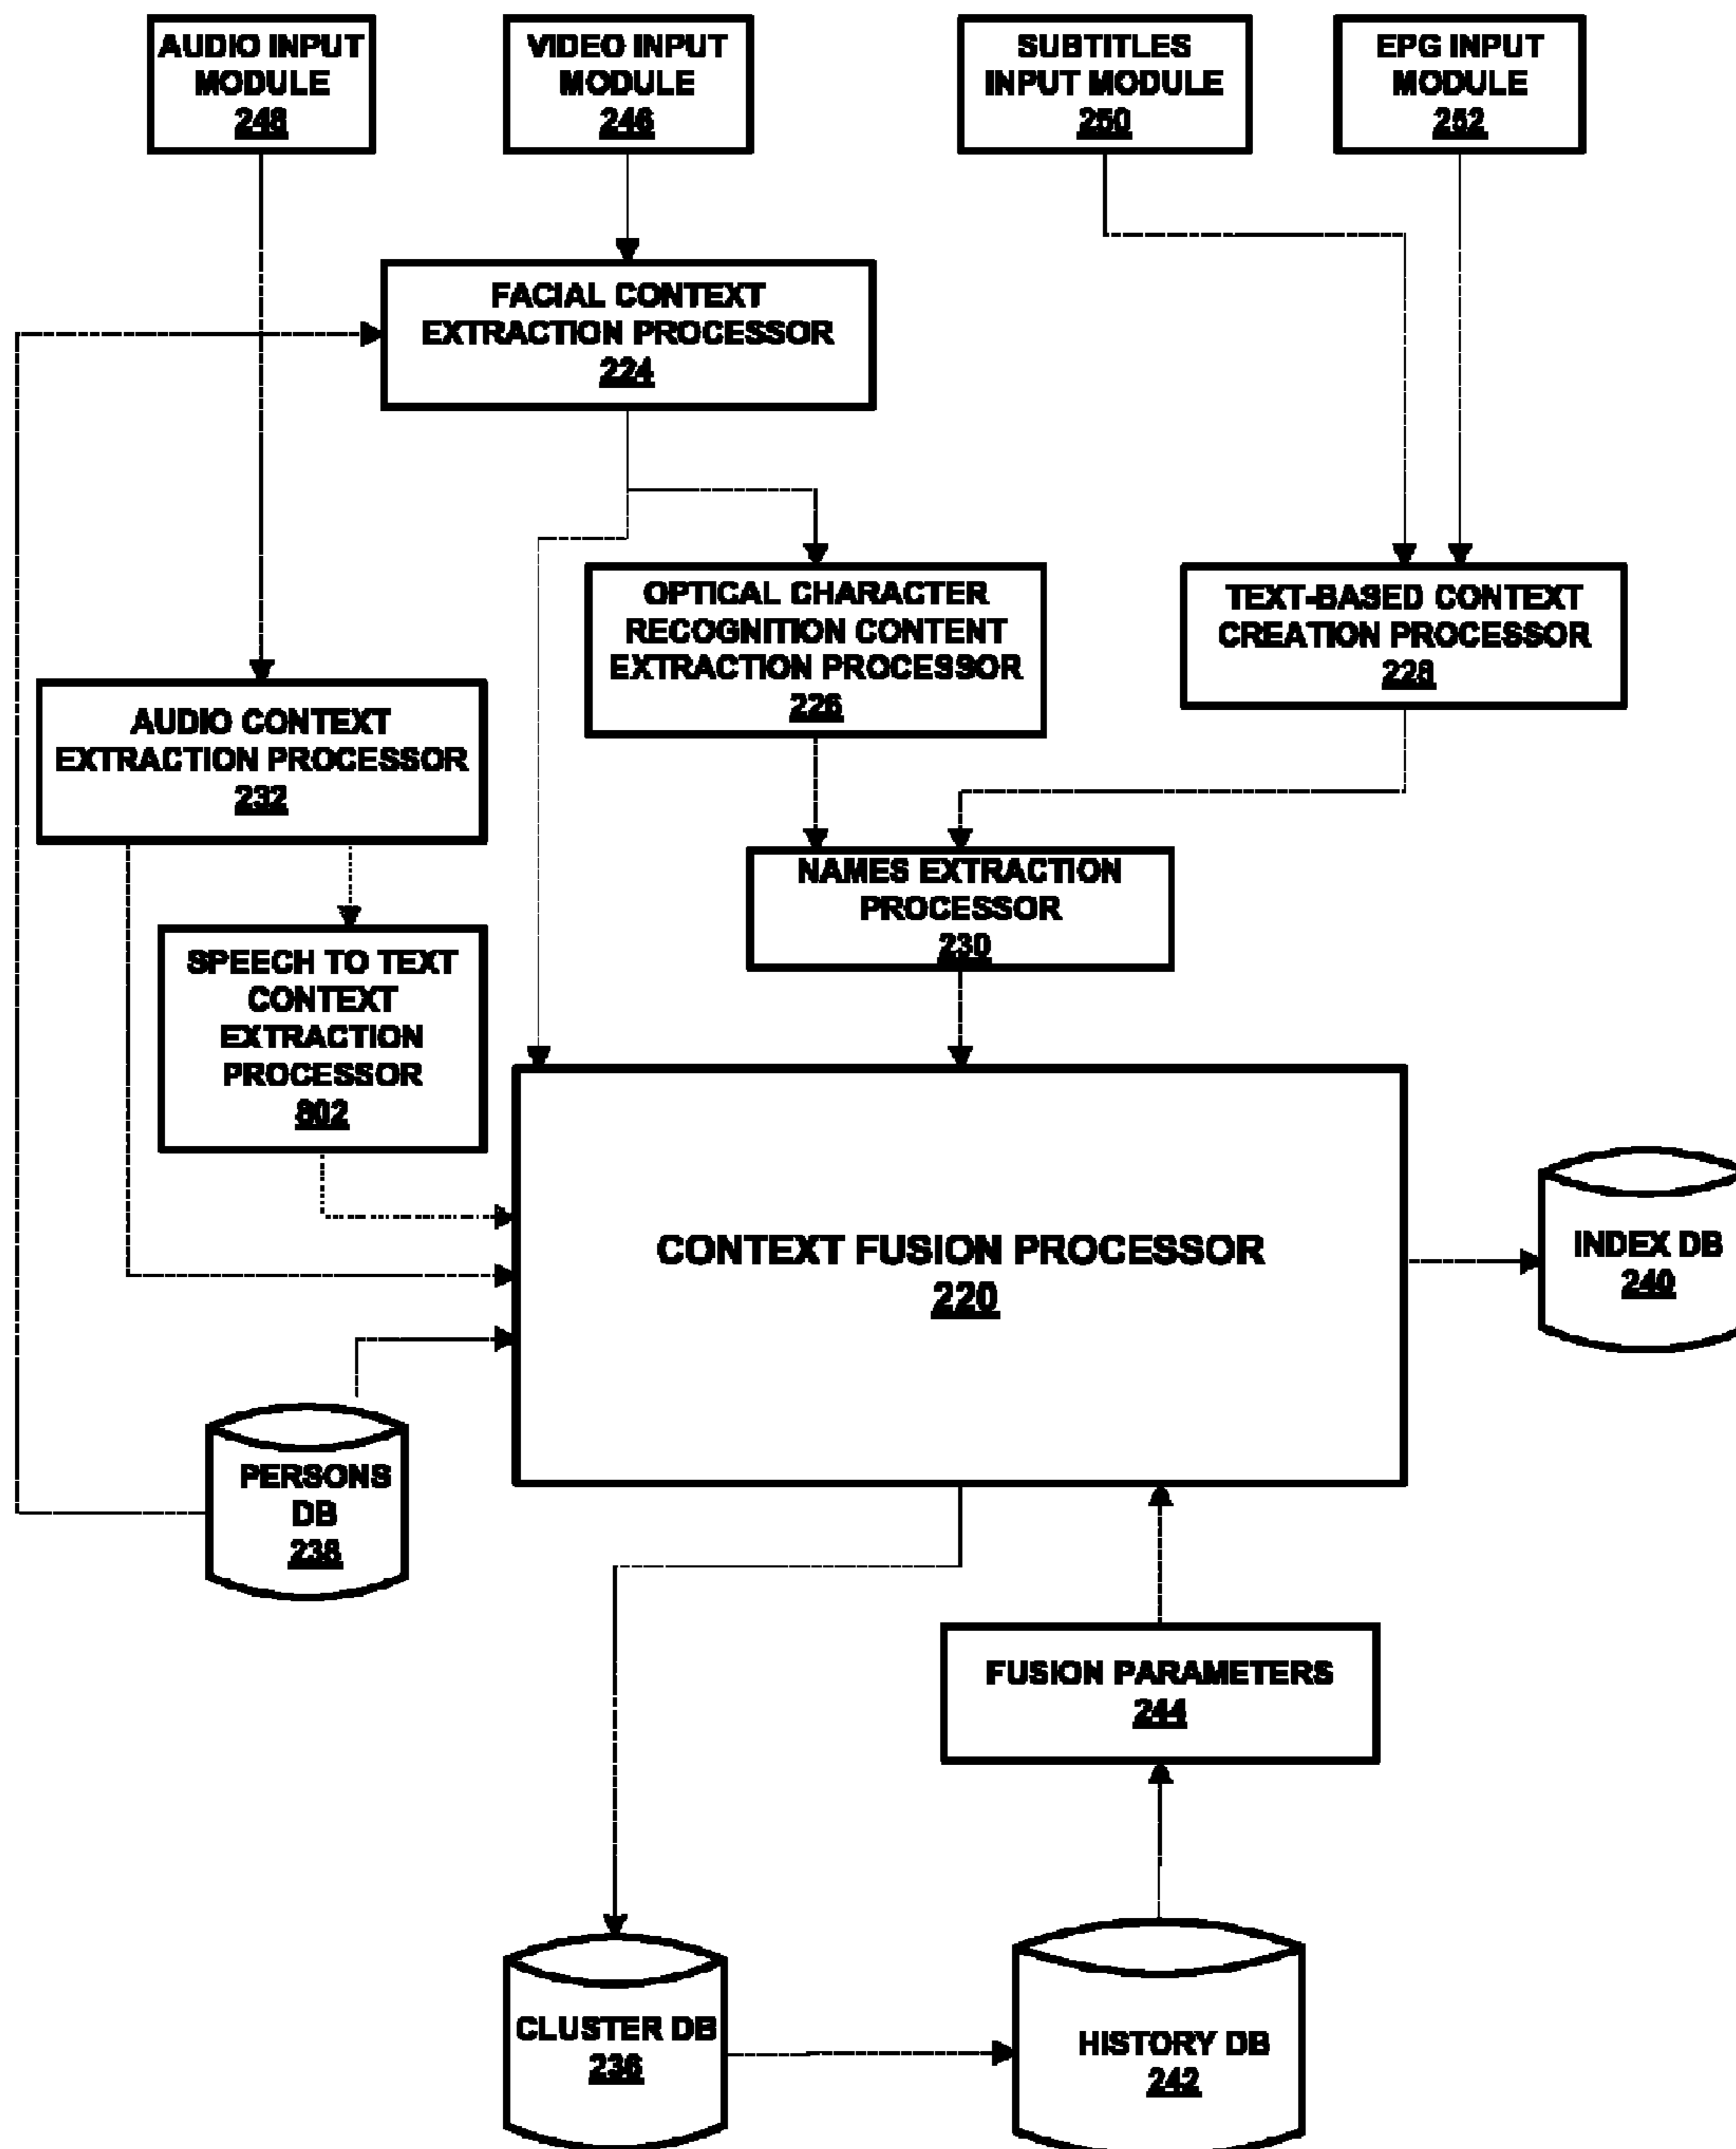 AUDIO INPUT
MODULE
248
VIDEO INPUT
MODULE
246
SUBTITLES
INPUT MODULE
250
EPG INPUT
MODULE
252
FACIAL CONTEXT
EXTRACTION PROCESSOR
224
OPTICAL CHARACTER
RECOGNITION CONTENT
EXTRACTION PROCESSOR
226
TEXT-BASED CONTEXT
CREATION PROCESSOR
228
AUDIO CONTEXT
EXTRACTION PROCESSOR
232
NAMES EXTRACTION
PROCESSOR
230
SPEECH TO TEXT
CONTEXT
EXTRACTION
PROCESSOR
802
CONTEXT FUSION PROCESSOR
220
INDEX DB
240
PERSONS
DB
238
FUSION PARAMETERS
244
CLUSTER DB
236
HISTORY DB
242